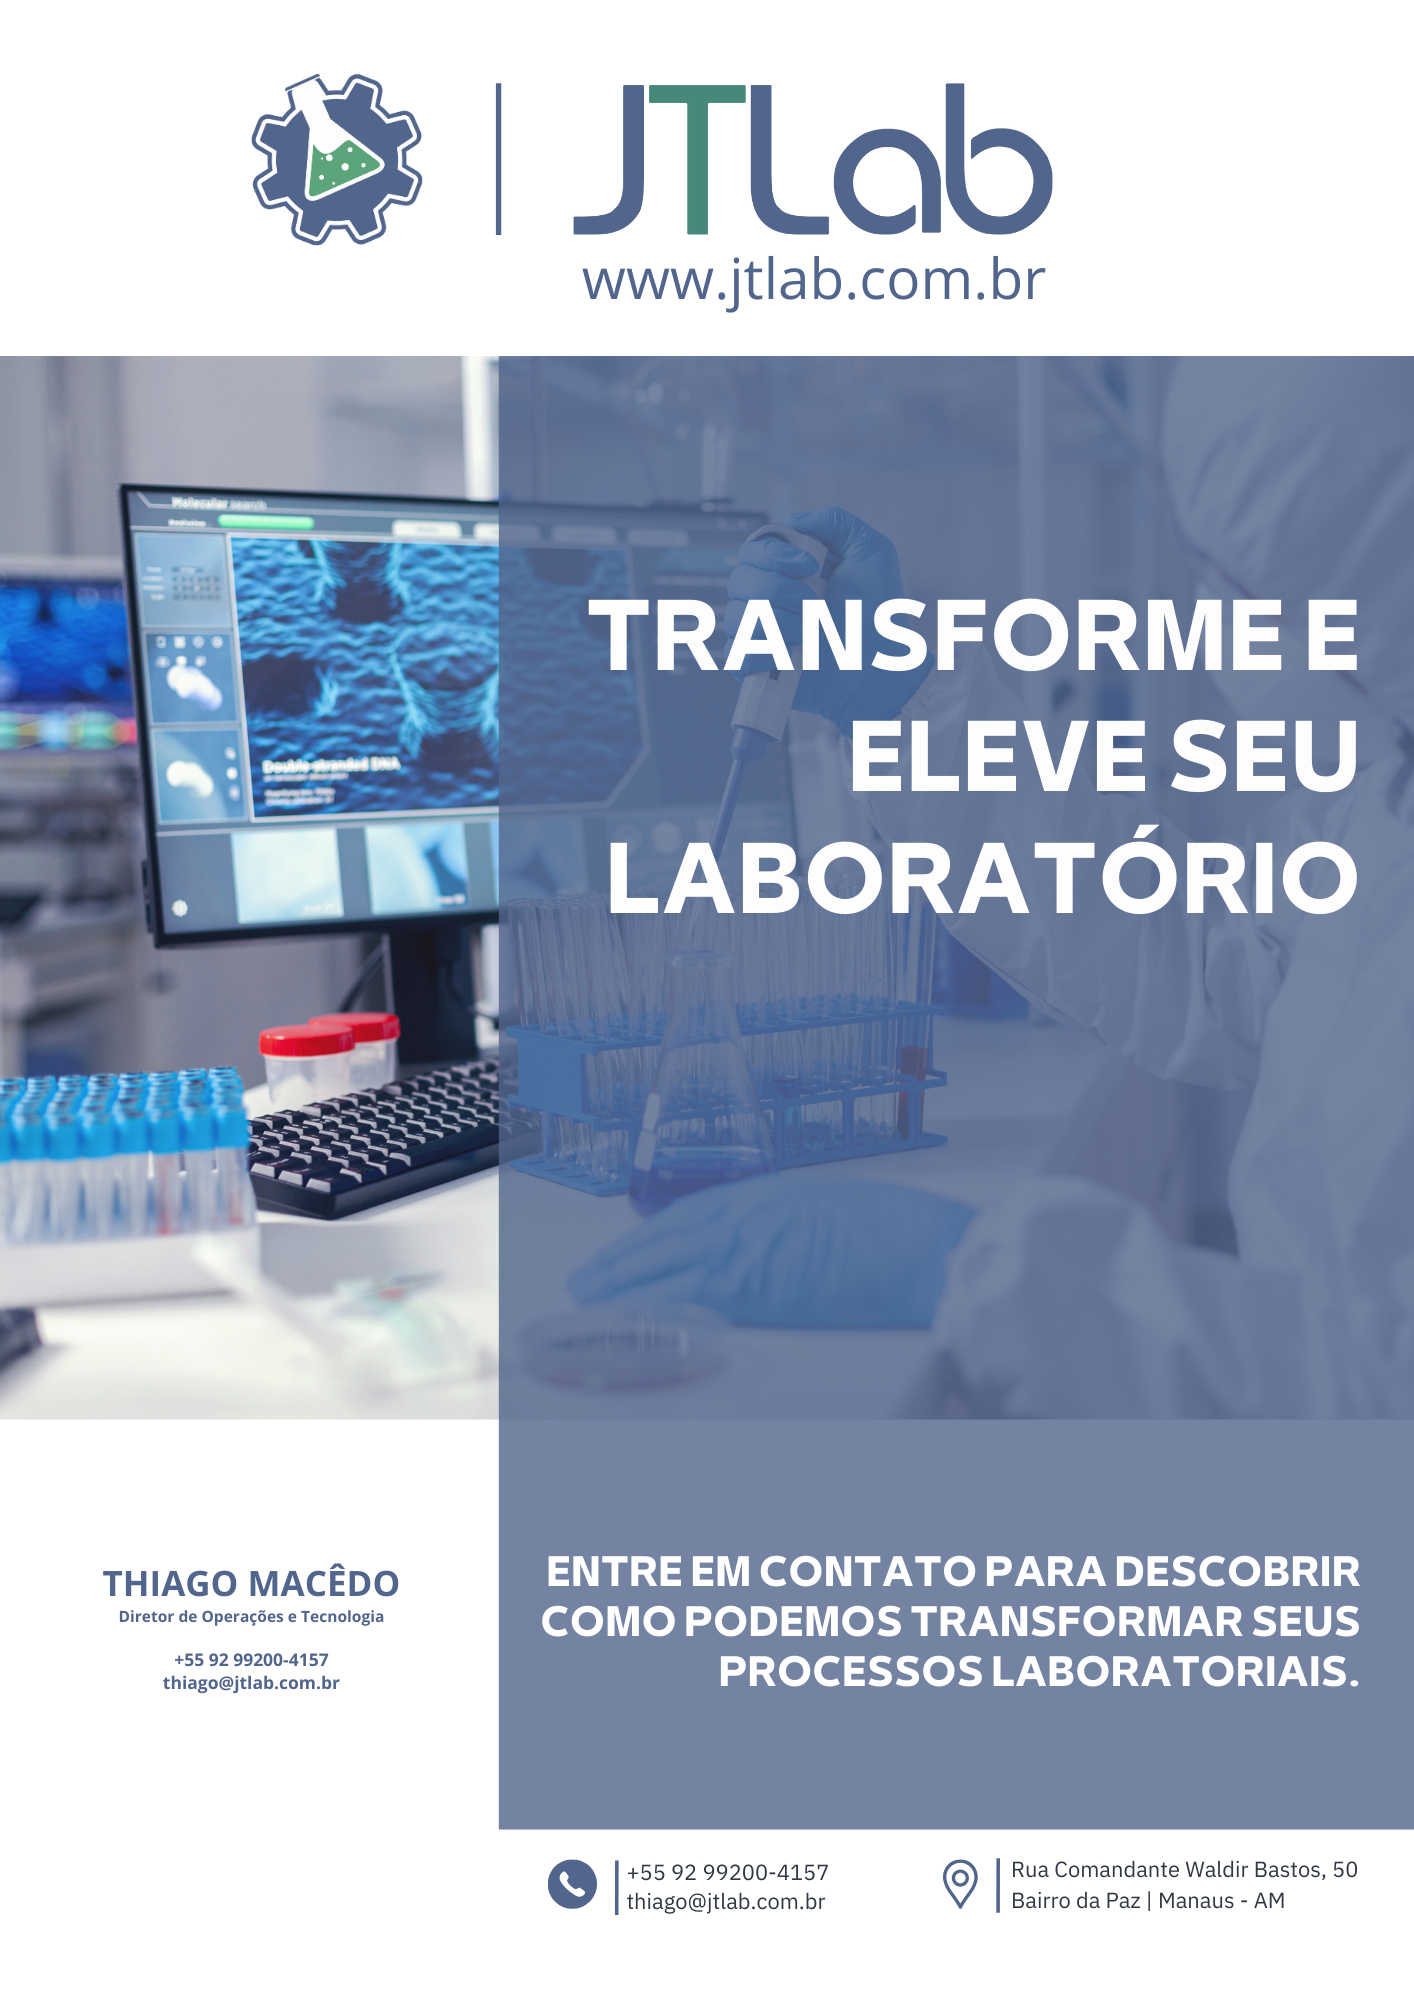 JTLab
www.jtlab.com.br
Molecular search
Double-stranded DNA
TRANSFORME E
ELEVE SEU
LABORATÓRIO
THIAGO MACÊDO
Diretor de Operações e Tecnologia
+55 92 99200-4157
thiago@jtlab.com.br
ENTRE EM CONTATO PARA DESCOBRIR
COMO PODEMOS TRANSFORMAR SEUS
PROCESSOS LABORATORIAIS.
+55 92 99200-4157
thiago@jtlab.com.br
Rua Comandante Waldir Bastos, 50
Bairro da Paz | Manaus - AM